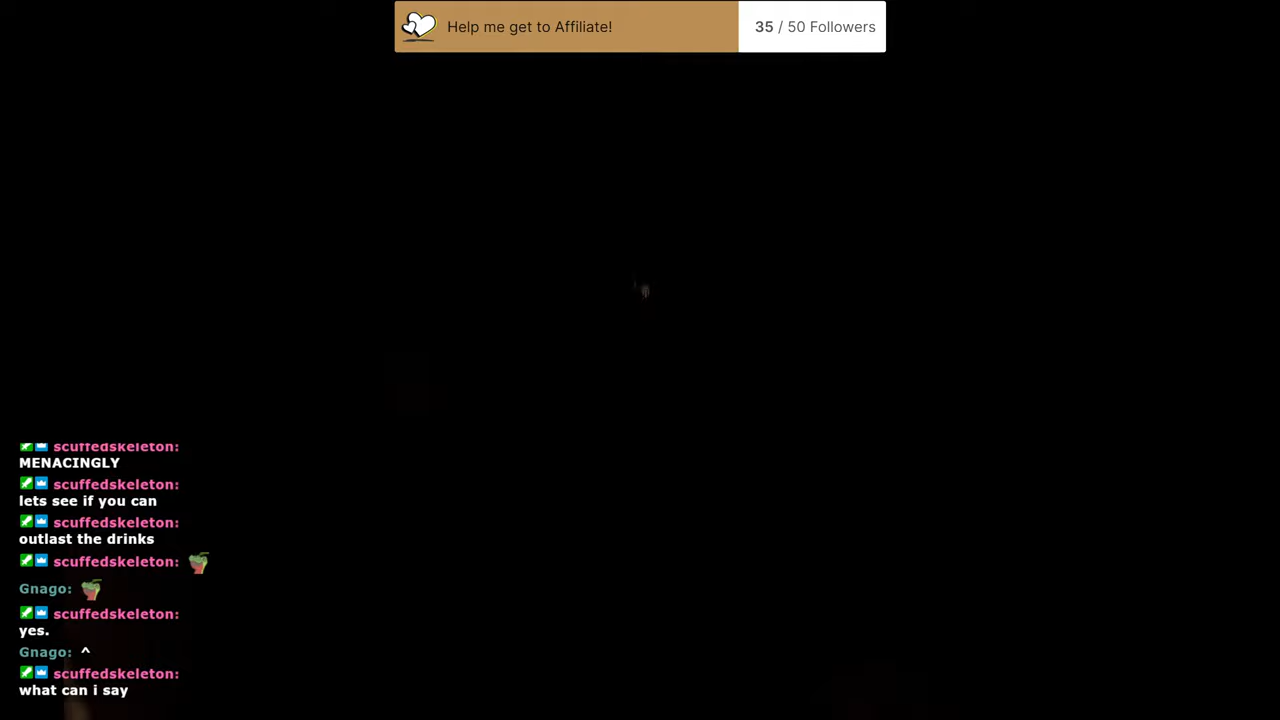 Help me get to Affiliate!
35 / 50 Followers
scuffedskeleton:
MENACINGLY
scuffedskeleton:
lets see if you can
scuffedskeleton:
outlast the drinks
scuffedskeleton:
Gnago:
scuffedskeleton:
yes.
Gnago: ^
scuffedskeleton:
what can i say